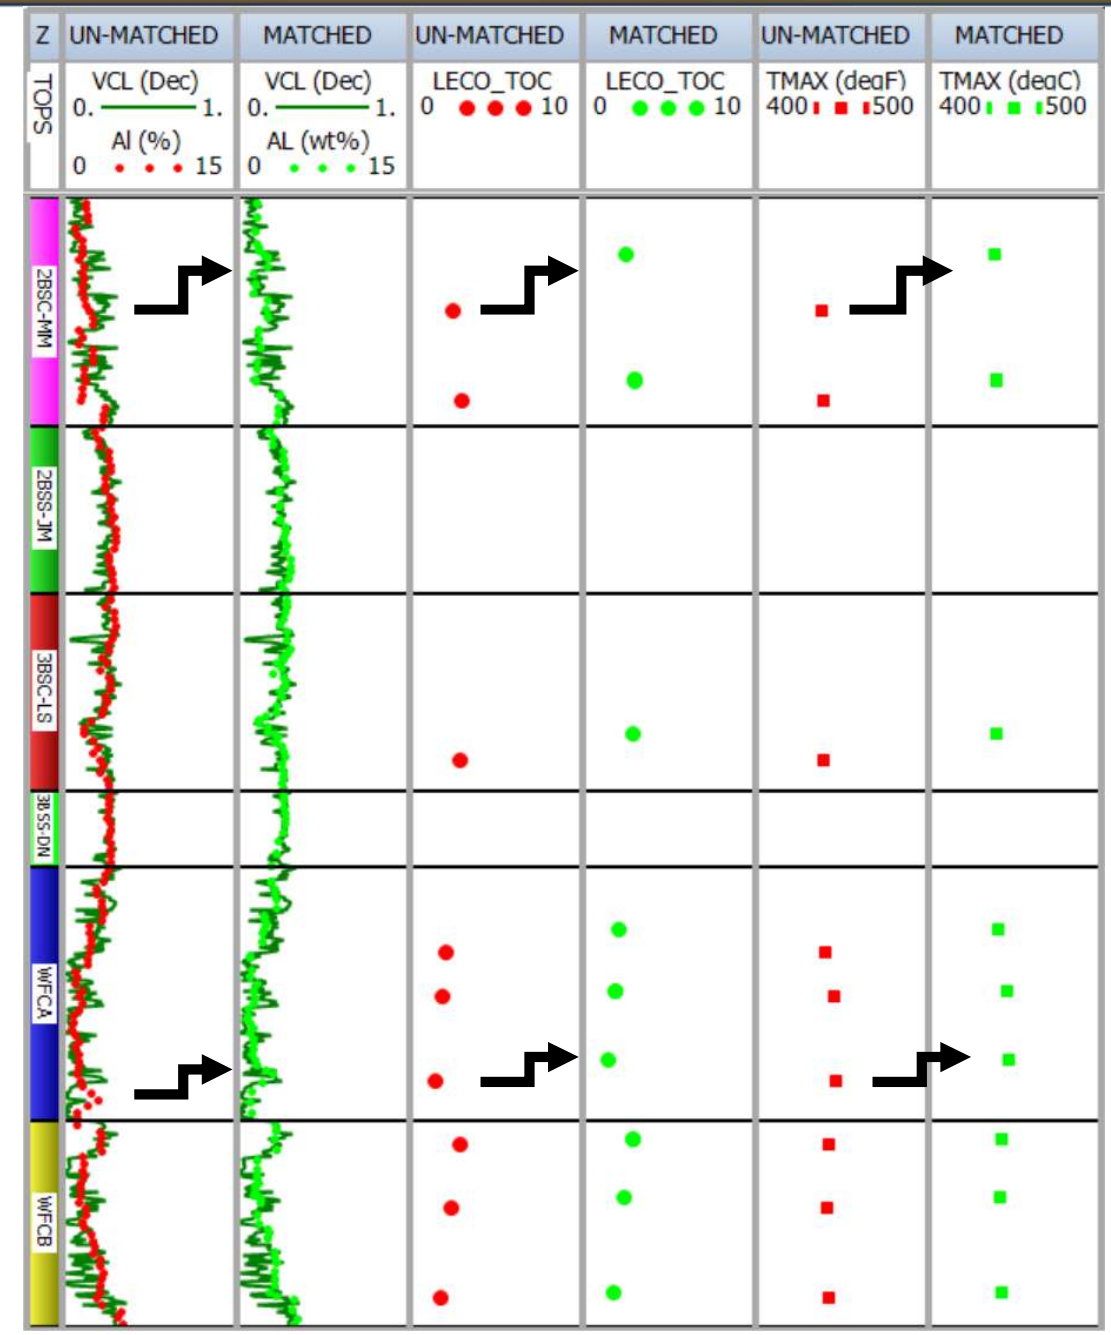 Z UN-MATCHED MATCHED UN-MATCHED MATCHED UN-MATCHED MATCHED
TOPS
VCL (Dec) VCL (Dec) LECO_TOC LECO_TOC TMAX (degF) TMAX (degC)
0. 1. 0. 1. 0 10 0 10 400 500 400 500
Al (%) AL (wt%)
0 15 0 15
2BSC-MM
2BSS-JM
3BSC-LS
3BSS-DN
WFCA
WFCB